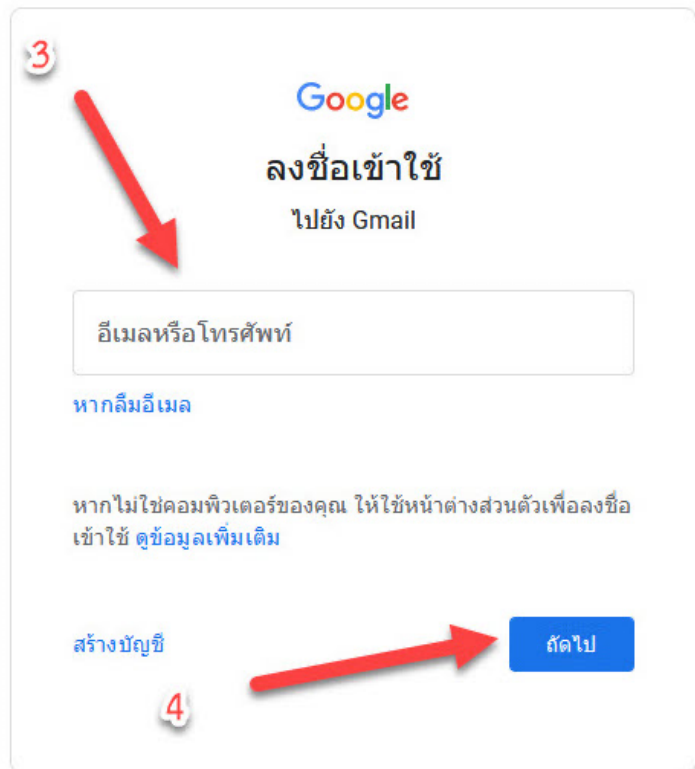 3
Google
ลงชื่อเข้าใช้
ไปยัง Gmail
อีเมลหรือโทรศัพท์
หากลืมอีเมล
หากไม่ใช่คอมพิวเตอร์ของคุณ ให้ใช้หน้าต่างส่วนตัวเพื่อลงชื่อ
เข้าใช้ ดูข้อมูลเพิ่มเติม
สร้างบัญชี
ถัดไป
4